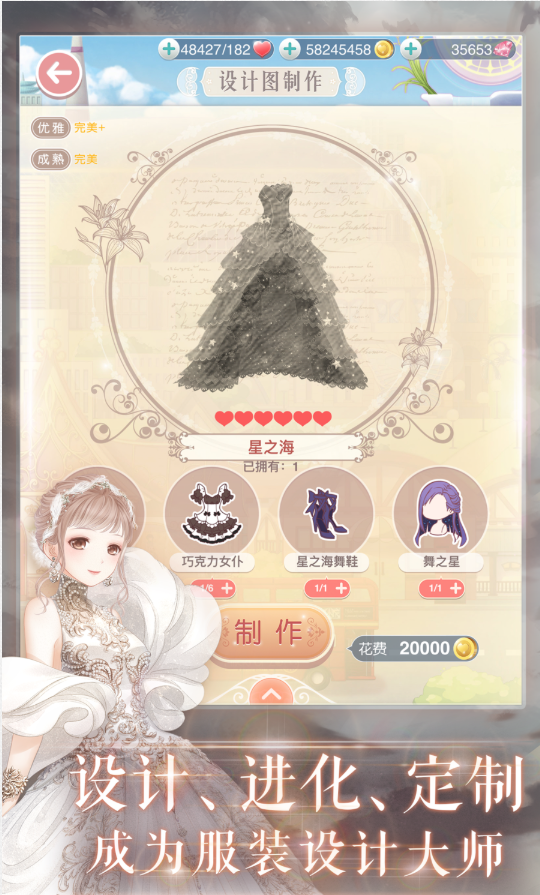 48427/182
58245458
35653
设计图制作
优雅 完美+
成熟 完美
星之海
已拥有：1
巧克力女仆
星之海舞鞋
舞之星
1/6
1/1
1/1
制作
花费 20000
设计、进化、定制
成为服装设计大师